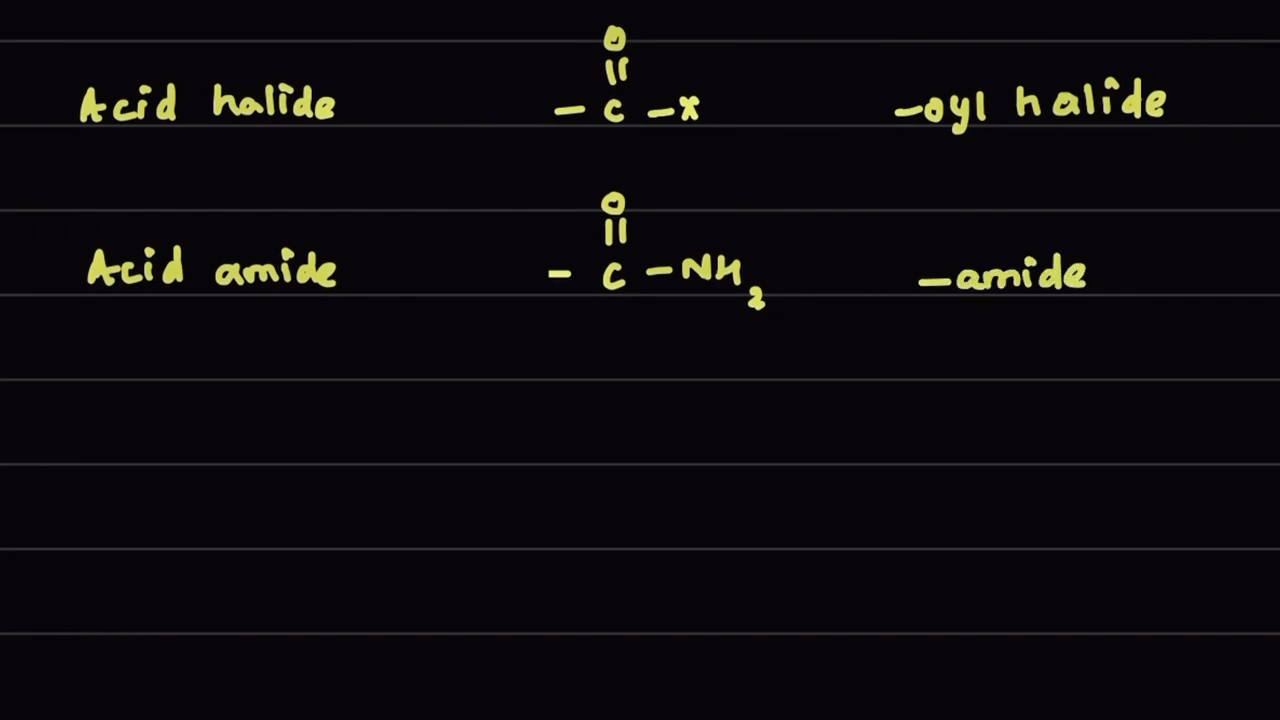 O
||
Acid halide – C – X –oyl halide
O
||
Acid amide – C – NH₂ –amide